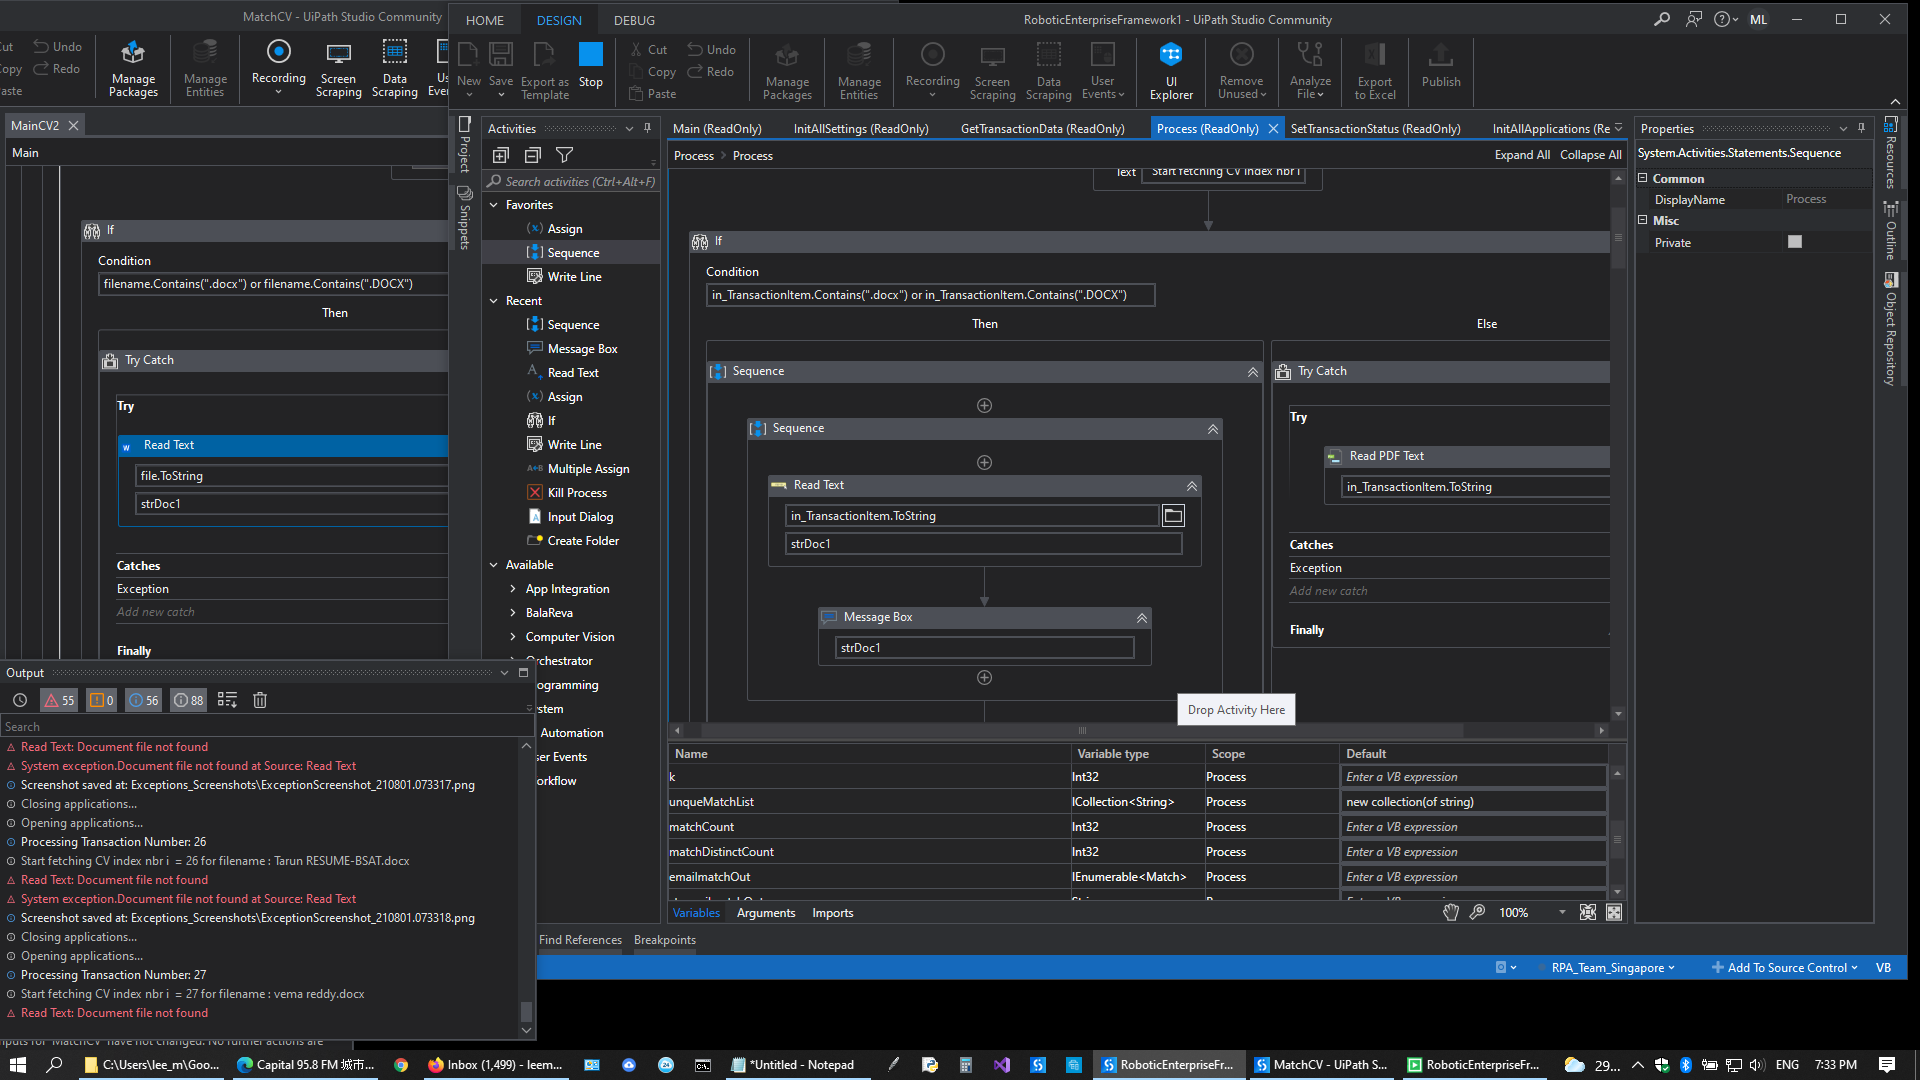 MatchCV - UiPath Studio Community
Undo
Redo
Manage Packages
Manage Entities
Recording
Screen Scraping
Data Scraping
MainCV2
Main
If
Condition
filename.Contains(".docx") or filename.Contains(".DOCX")
Then
Try Catch
Try
Read Text
file.ToString
strDoc1
Catches
Exception
Add new catch
Finally
HOME
DESIGN
DEBUG
RoboticEnterpriseFramework1 - UiPath Studio Community
ML
New
Save
Export as Template
Stop
Cut
Copy
Paste
Undo
Redo
Manage Packages
Manage Entities
Recording
Screen Scraping
Data Scraping
User Events
UI Explorer
Remove Unused
Analyze File
Export to Excel
Publish
Project
Snippets
Activities
Search activities (Ctrl+Alt+F)
Favorites
Assign
Sequence
Write Line
Recent
Sequence
Message Box
Read Text
Assign
If
Write Line
Multiple Assign
Kill Process
Input Dialog
Create Folder
Available
App Integration
BalaReva
Computer Vision
Orchestrator
ogramming
stem
Automation
ser Events
orkflow
Main (ReadOnly)
InitAllSettings (ReadOnly)
GetTransactionData (ReadOnly)
Process (ReadOnly)
SetTransactionStatus (ReadOnly)
InitAllApplications (Re
Process > Process
Expand All
Collapse All
Text
Start fetching CV index nbr i
If
Condition
in_TransactionItem.Contains(".docx") or in_TransactionItem.Contains(".DOCX")
Then
Else
Sequence
Sequence
Read Text
in_TransactionItem.ToString
strDoc1
Message Box
strDoc1
Drop Activity Here
Try Catch
Try
Read PDF Text
in_TransactionItem.ToString
Catches
Exception
Add new catch
Finally
Name Variable type Scope Default
k Int32 Process Enter a VB expression
unqueMatchList ICollection<String> Process new collection(of string)
matchCount Int32 Process Enter a VB expression
matchDistinctCount Int32 Process Enter a VB expression
emailmatchOut IEnumerable<Match> Process Enter a VB expression
Variables
Arguments
Imports
100%
Find References
Breakpoints
RPA_Team_Singapore
Add To Source Control
VB
Properties
System.Activities.Statements.Sequence
Common
DisplayName Process
Misc
Private
Resources
Outline
Object Repository
Output
55
0
56
88
Search
Read Text: Document file not found
System exception.Document file not found at Source: Read Text
Screenshot saved at: Exceptions_Screenshots\ExceptionScreenshot_210801.073317.png
Closing applications...
Opening applications...
Processing Transaction Number: 26
Start fetching CV index nbr i = 26 for filename : Tarun RESUME-BSAT.docx
Read Text: Document file not found
System exception.Document file not found at Source: Read Text
Screenshot saved at: Exceptions_Screenshots\ExceptionScreenshot_210801.073318.png
Closing applications...
Opening applications...
Processing Transaction Number: 27
Start fetching CV index nbr i = 27 for filename : vema reddy.docx
Read Text: Document file not found
C:\Users\lee_m\Goo...
Capital 95.8 FM 城市...
Inbox (1,499) - leem...
*Untitled - Notepad
RoboticEnterpriseFr...
MatchCV - UiPath S...
RoboticEnterpriseFr...
29...
ENG
7:33 PM